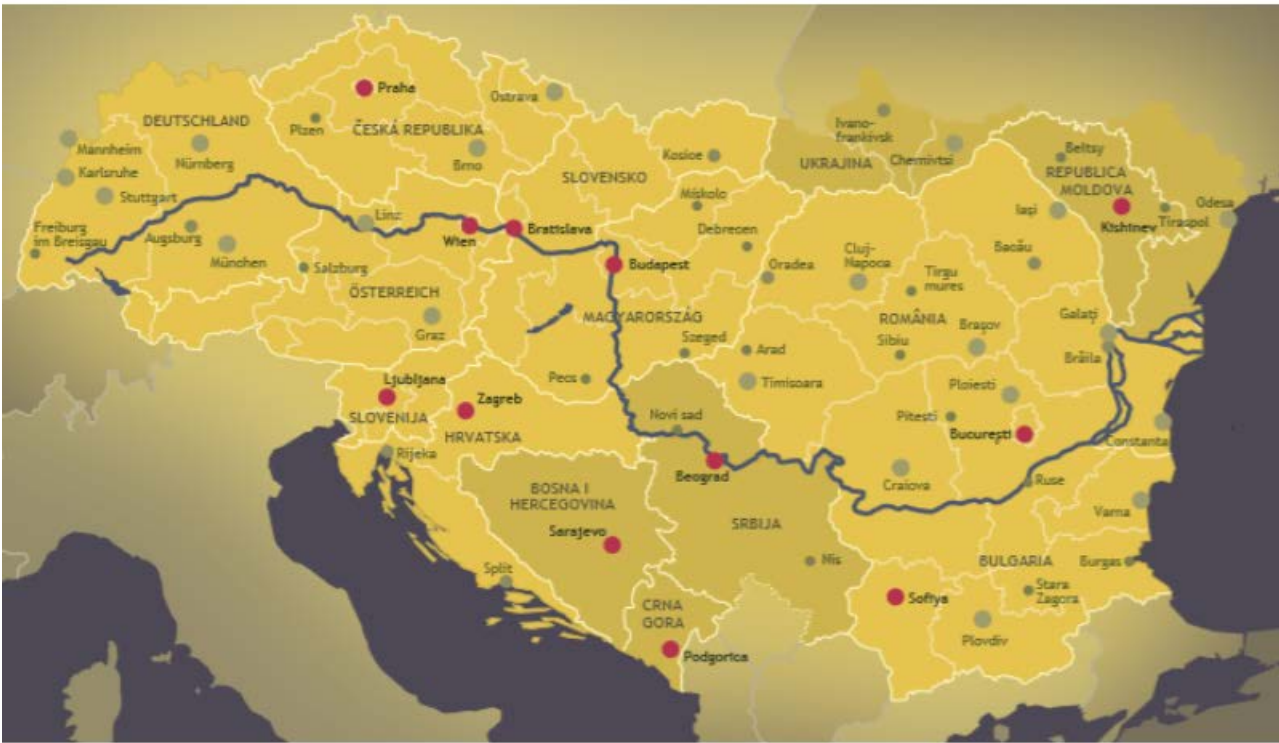 Praha
Ostrava
DEUTSCHLAND
Plzen
ČESKÁ REPUBLIKA
Ivano-
frankivsk
Mannheim
Nürnberg
Brno
Kosice
UKRAJINA
Chernivtsi
Beltsy
REPUBLICA
MOLDOVA
Karlsruhe
SLOVENSKO
Stuttgart
Miskolo
Linz
Iași
Odesa
Freiburg
im Breisgau
Augsburg
Wien
Bratislava
Debrecen
Kishinev
Tiraspol
München
Salzburg
Budapest
Oradea
Cluj-
Napoca
Bacău
Tirgu
mures
ÖSTERREICH
MAGYARORSZÁG
ROMÂNIA
Galați
Graz
Szeged
Brașov
Sibiu
Arad
Brăila
Ljubljana
Pecs
Timisoara
Ploiesti
Zagreb
SLOVENIJA
Novi sad
Pitesti
București
HRVATSKA
Constanta
Rijeka
Beograd
Craiova
Ruse
BOSNA I
HERCEGOVINA
Varna
SRBIJA
Sarajevo
Nis
BULGARIA
Burgas
Split
Stara
Zagora
Sofiya
CRNA
GORA
Plovdiv
Podgorica